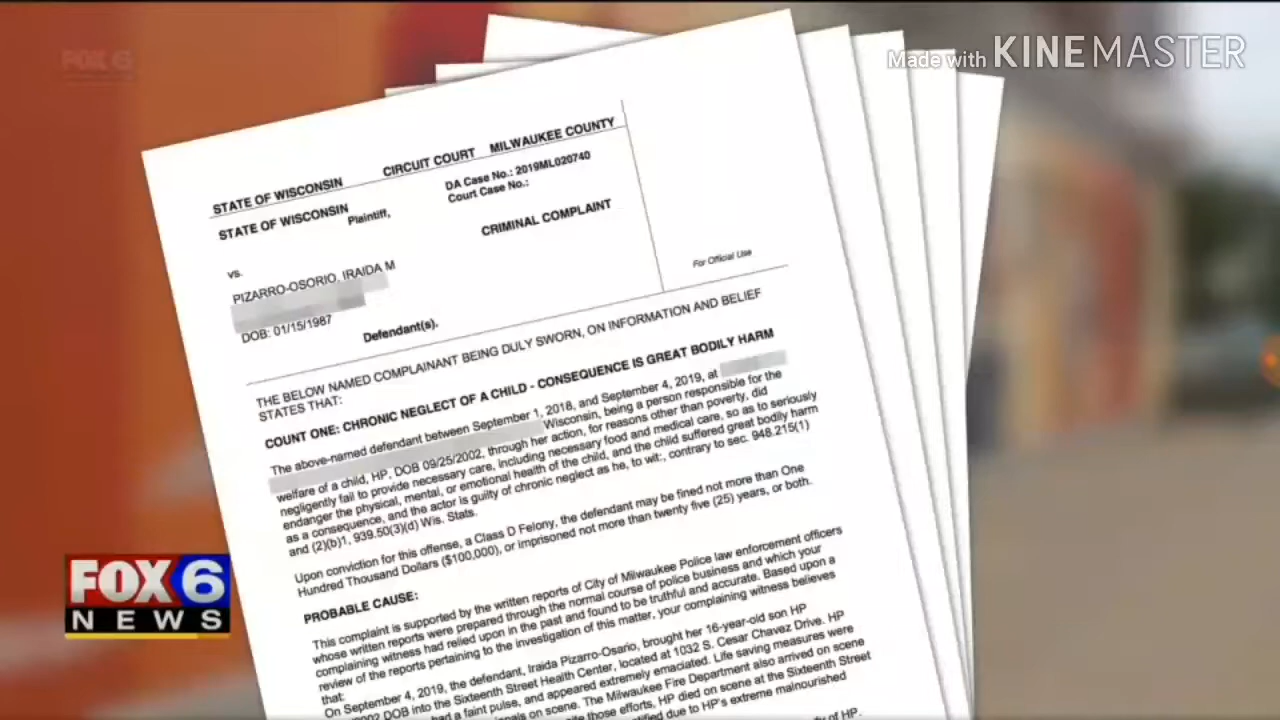 FOX 6
Made with KINEMASTER
STATE OF WISCONSIN CIRCUIT COURT MILWAUKEE COUNTY
STATE OF WISCONSIN
Plaintiff,
DA Case No.: 2019ML020740
Court Case No.:
vs.
CRIMINAL COMPLAINT
PIZARRO-OSORIO, IRAIDA M
DOB: 01/15/1987
Defendant(s).
For Official Use
THE BELOW NAMED COMPLAINANT BEING DULY SWORN, ON INFORMATION AND BELIEF
STATES THAT:
COUNT ONE: CHRONIC NEGLECT OF A CHILD - CONSEQUENCE IS GREAT BODILY HARM
The above-named defendant between September 1, 2018, and September 4, 2019, at
Wisconsin, being a person responsible for the
welfare of a child, HP, DOB 09/25/2002, through her action, for reasons other than poverty, did
negligently fail to provide necessary care, including necessary food and medical care, so as to seriously
endanger the physical, mental, or emotional health of the child, and the child suffered great bodily harm
as a consequence, and the actor is guilty of chronic neglect as he, to wit:, contrary to sec. 948.215(1)
and (2)(b)1, 939.50(3)(d) Wis. Stats.
Upon conviction for this offense, a Class D Felony, the defendant may be fined not more than One
Hundred Thousand Dollars ($100,000), or imprisoned not more than twenty five (25) years, or both.
PROBABLE CAUSE:
This complaint is supported by the written reports of City of Milwaukee Police law enforcement officers
whose written reports were prepared through the normal course of police business and which your
complaining witness had relied upon in the past and found to be truthful and accurate. Based upon a
review of the reports pertaining to the investigation of this matter, your complaining witness believes
that:
On September 4, 2019, the defendant, Iraida Pizarro-Osario, brought her 16-year-old son HP
2002 DOB into the Sixteenth Street Health Center, located at 1032 S. Cesar Chavez Drive. HP
had a faint pulse, and appeared extremely emaciated. Life saving measures were
on scene. The Milwaukee Fire Department also arrived on scene
those efforts, HP died on scene at the Sixteenth Street
due to HP's extreme malnourished
of HP.
FOX 6
NEWS